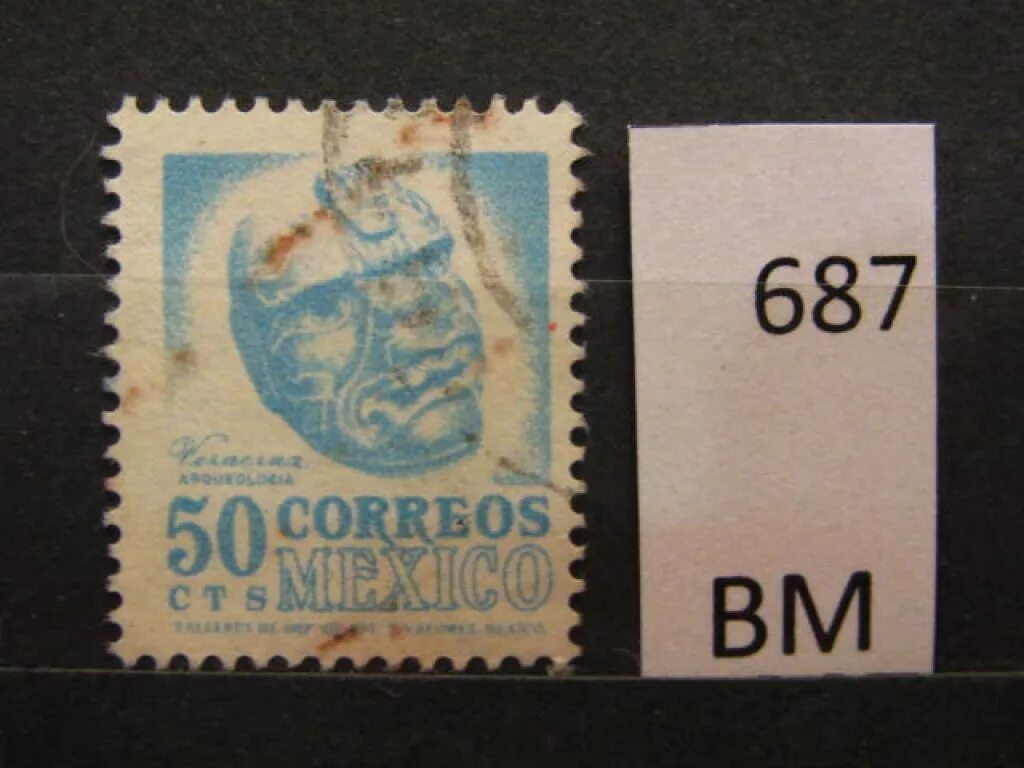 Veracruz
ARQUEOLOGIA
50 CORREOS
CTS MEXICO
687
BM